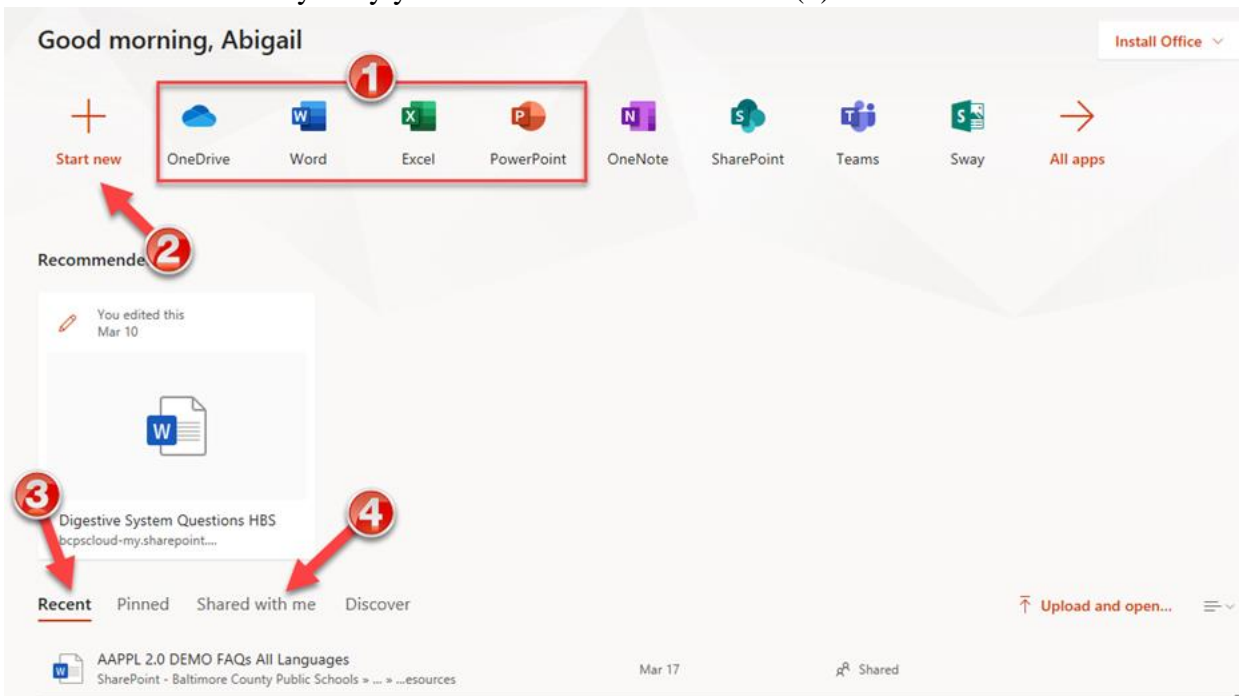 Good morning, Abigail
Install Office
1
Start new
OneDrive
Word
Excel
PowerPoint
OneNote
SharePoint
Teams
Sway
All apps
2
Recommende
You edited this
Mar 10
W
3
4
Digestive System Questions HBS
bcpscloud-my.sharepoint....
Recent Pinned Shared with me Discover
Upload and open...
AAPPL 2.0 DEMO FAQs All Languages
Mar 17
Shared
SharePoint - Baltimore County Public Schools » ... » ...esources